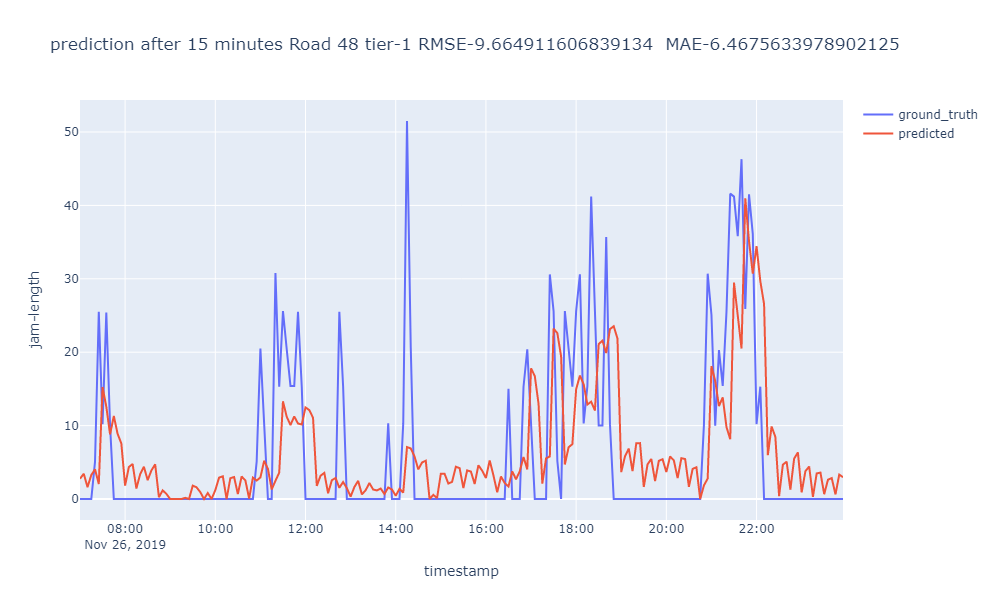 prediction after 15 minutes Road 48 tier-1 RMSE-9.664911606839134  MAE-6.4675633978902125
ground_truth
predicted
jam-length
50
40
30
20
10
0
08:00 10:00 12:00 14:00 16:00 18:00 20:00 22:00
Nov 26, 2019
timestamp